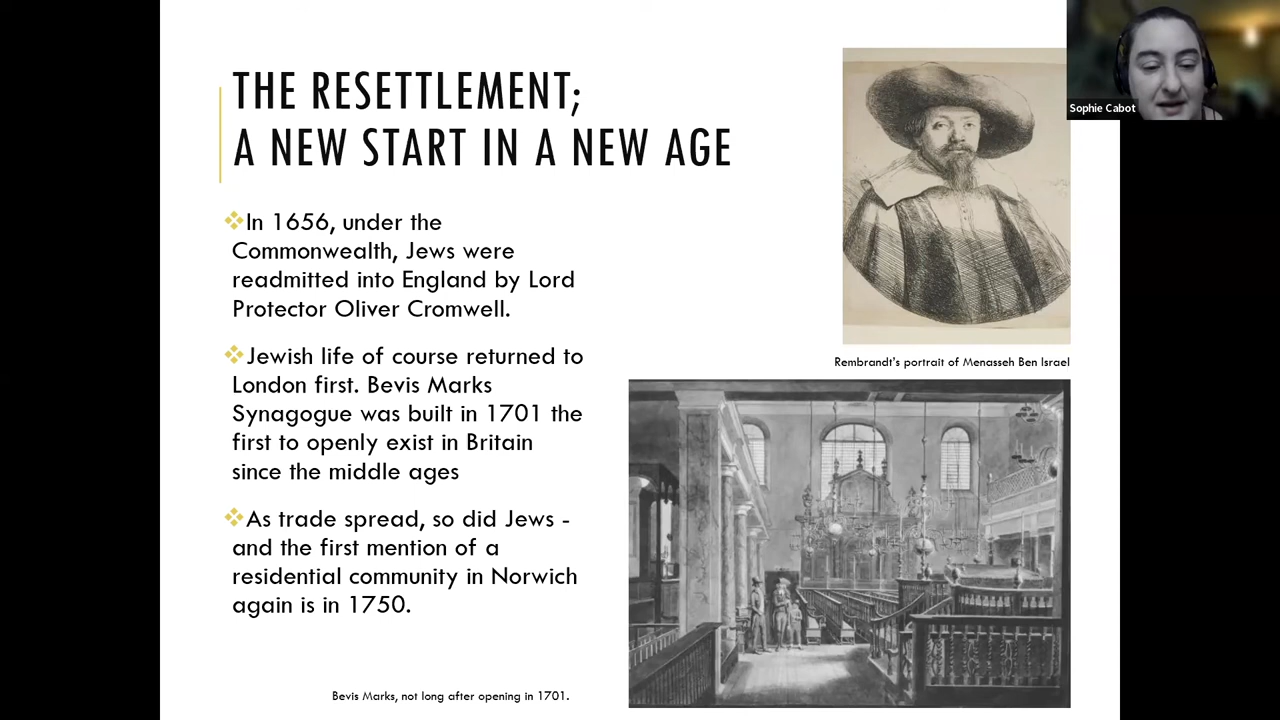 THE RESETTLEMENT;
A NEW START IN A NEW AGE
Sophie Cabot
❖In 1656, under the
Commonwealth, Jews were
readmitted into England by Lord
Protector Oliver Cromwell.
❖Jewish life of course returned to
London first. Bevis Marks
Synagogue was built in 1701 the
first to openly exist in Britain
since the middle ages
❖As trade spread, so did Jews -
and the first mention of a
residential community in Norwich
again is in 1750.
Rembrandt's portrait of Menasseh Ben Israel
Bevis Marks, not long after opening in 1701.